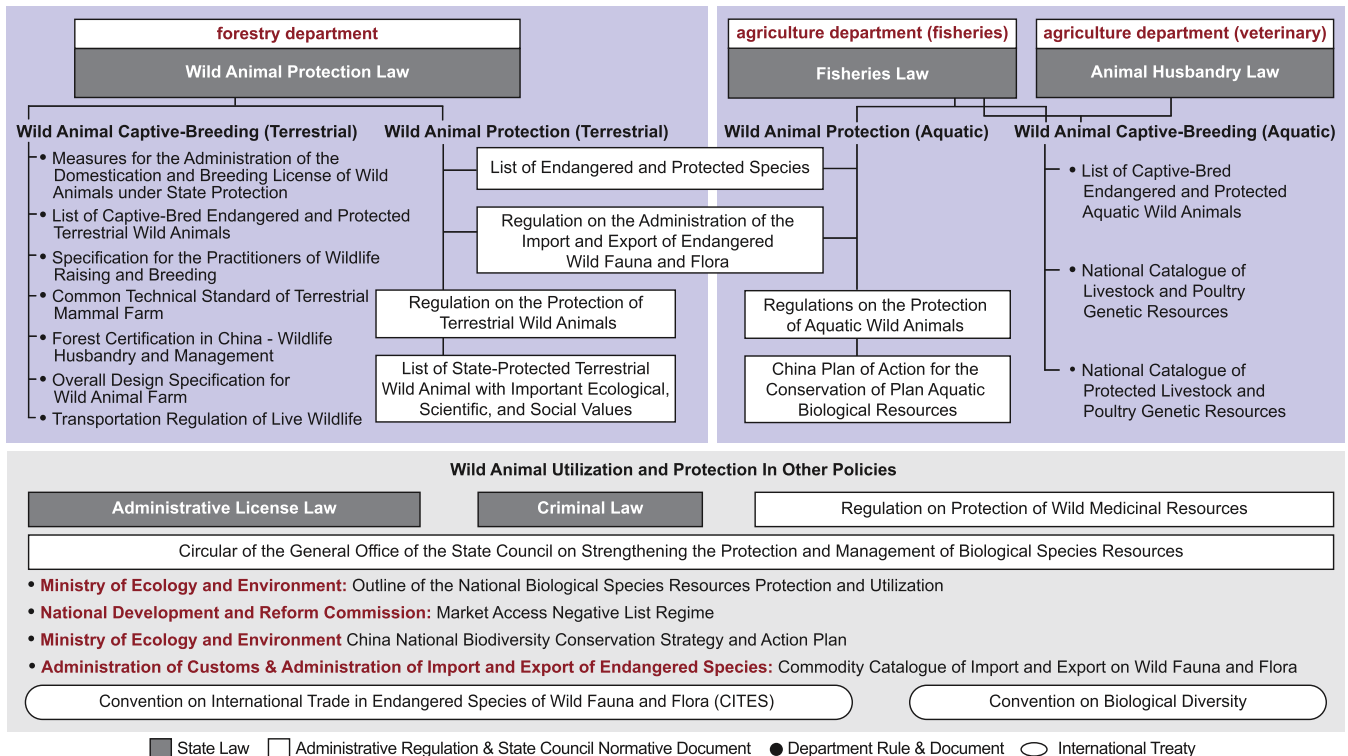 forestry department
Wild Animal Protection Law
Wild Animal Captive-Breeding (Terrestrial)
• Measures for the Administration of the
Domestication and Breeding License of Wild
Animals under State Protection
• List of Captive-Bred Endangered and Protected
Terrestrial Wild Animals
• Specification for the Practitioners of Wildlife
Raising and Breeding
• Common Technical Standard of Terrestrial
Mammal Farm
• Forest Certification in China - Wildlife
Husbandry and Management
• Overall Design Specification for
Wild Animal Farm
• Transportation Regulation of Live Wildlife
Wild Animal Protection (Terrestrial)
List of Endangered and Protected Species
Regulation on the Administration of the
Import and Export of Endangered
Wild Fauna and Flora
Regulation on the Protection of
Terrestrial Wild Animals
List of State-Protected Terrestrial
Wild Animal with Important Ecological,
Scientific, and Social Values
agriculture department (fisheries)
Fisheries Law
agriculture department (veterinary)
Animal Husbandry Law
Wild Animal Protection (Aquatic)
Regulations on the Protection
of Aquatic Wild Animals
China Plan of Action for the
Conservation of Plan Aquatic
Biological Resources
Wild Animal Captive-Breeding (Aquatic)
• List of Captive-Bred
Endangered and Protected
Aquatic Wild Animals
• National Catalogue of
Livestock and Poultry
Genetic Resources
• National Catalogue of
Protected Livestock and
Poultry Genetic Resources
Wild Animal Utilization and Protection In Other Policies
Administrative License Law
Criminal Law
Regulation on Protection of Wild Medicinal Resources
Circular of the General Office of the State Council on Strengthening the Protection and Management of Biological Species Resources
• Ministry of Ecology and Environment: Outline of the National Biological Species Resources Protection and Utilization
• National Development and Reform Commission: Market Access Negative List Regime
• Ministry of Ecology and Environment China National Biodiversity Conservation Strategy and Action Plan
• Administration of Customs & Administration of Import and Export of Endangered Species: Commodity Catalogue of Import and Export on Wild Fauna and Flora
Convention on International Trade in Endangered Species of Wild Fauna and Flora (CITES)
Convention on Biological Diversity
State Law
Administrative Regulation & State Council Normative Document
Department Rule & Document
International Treaty